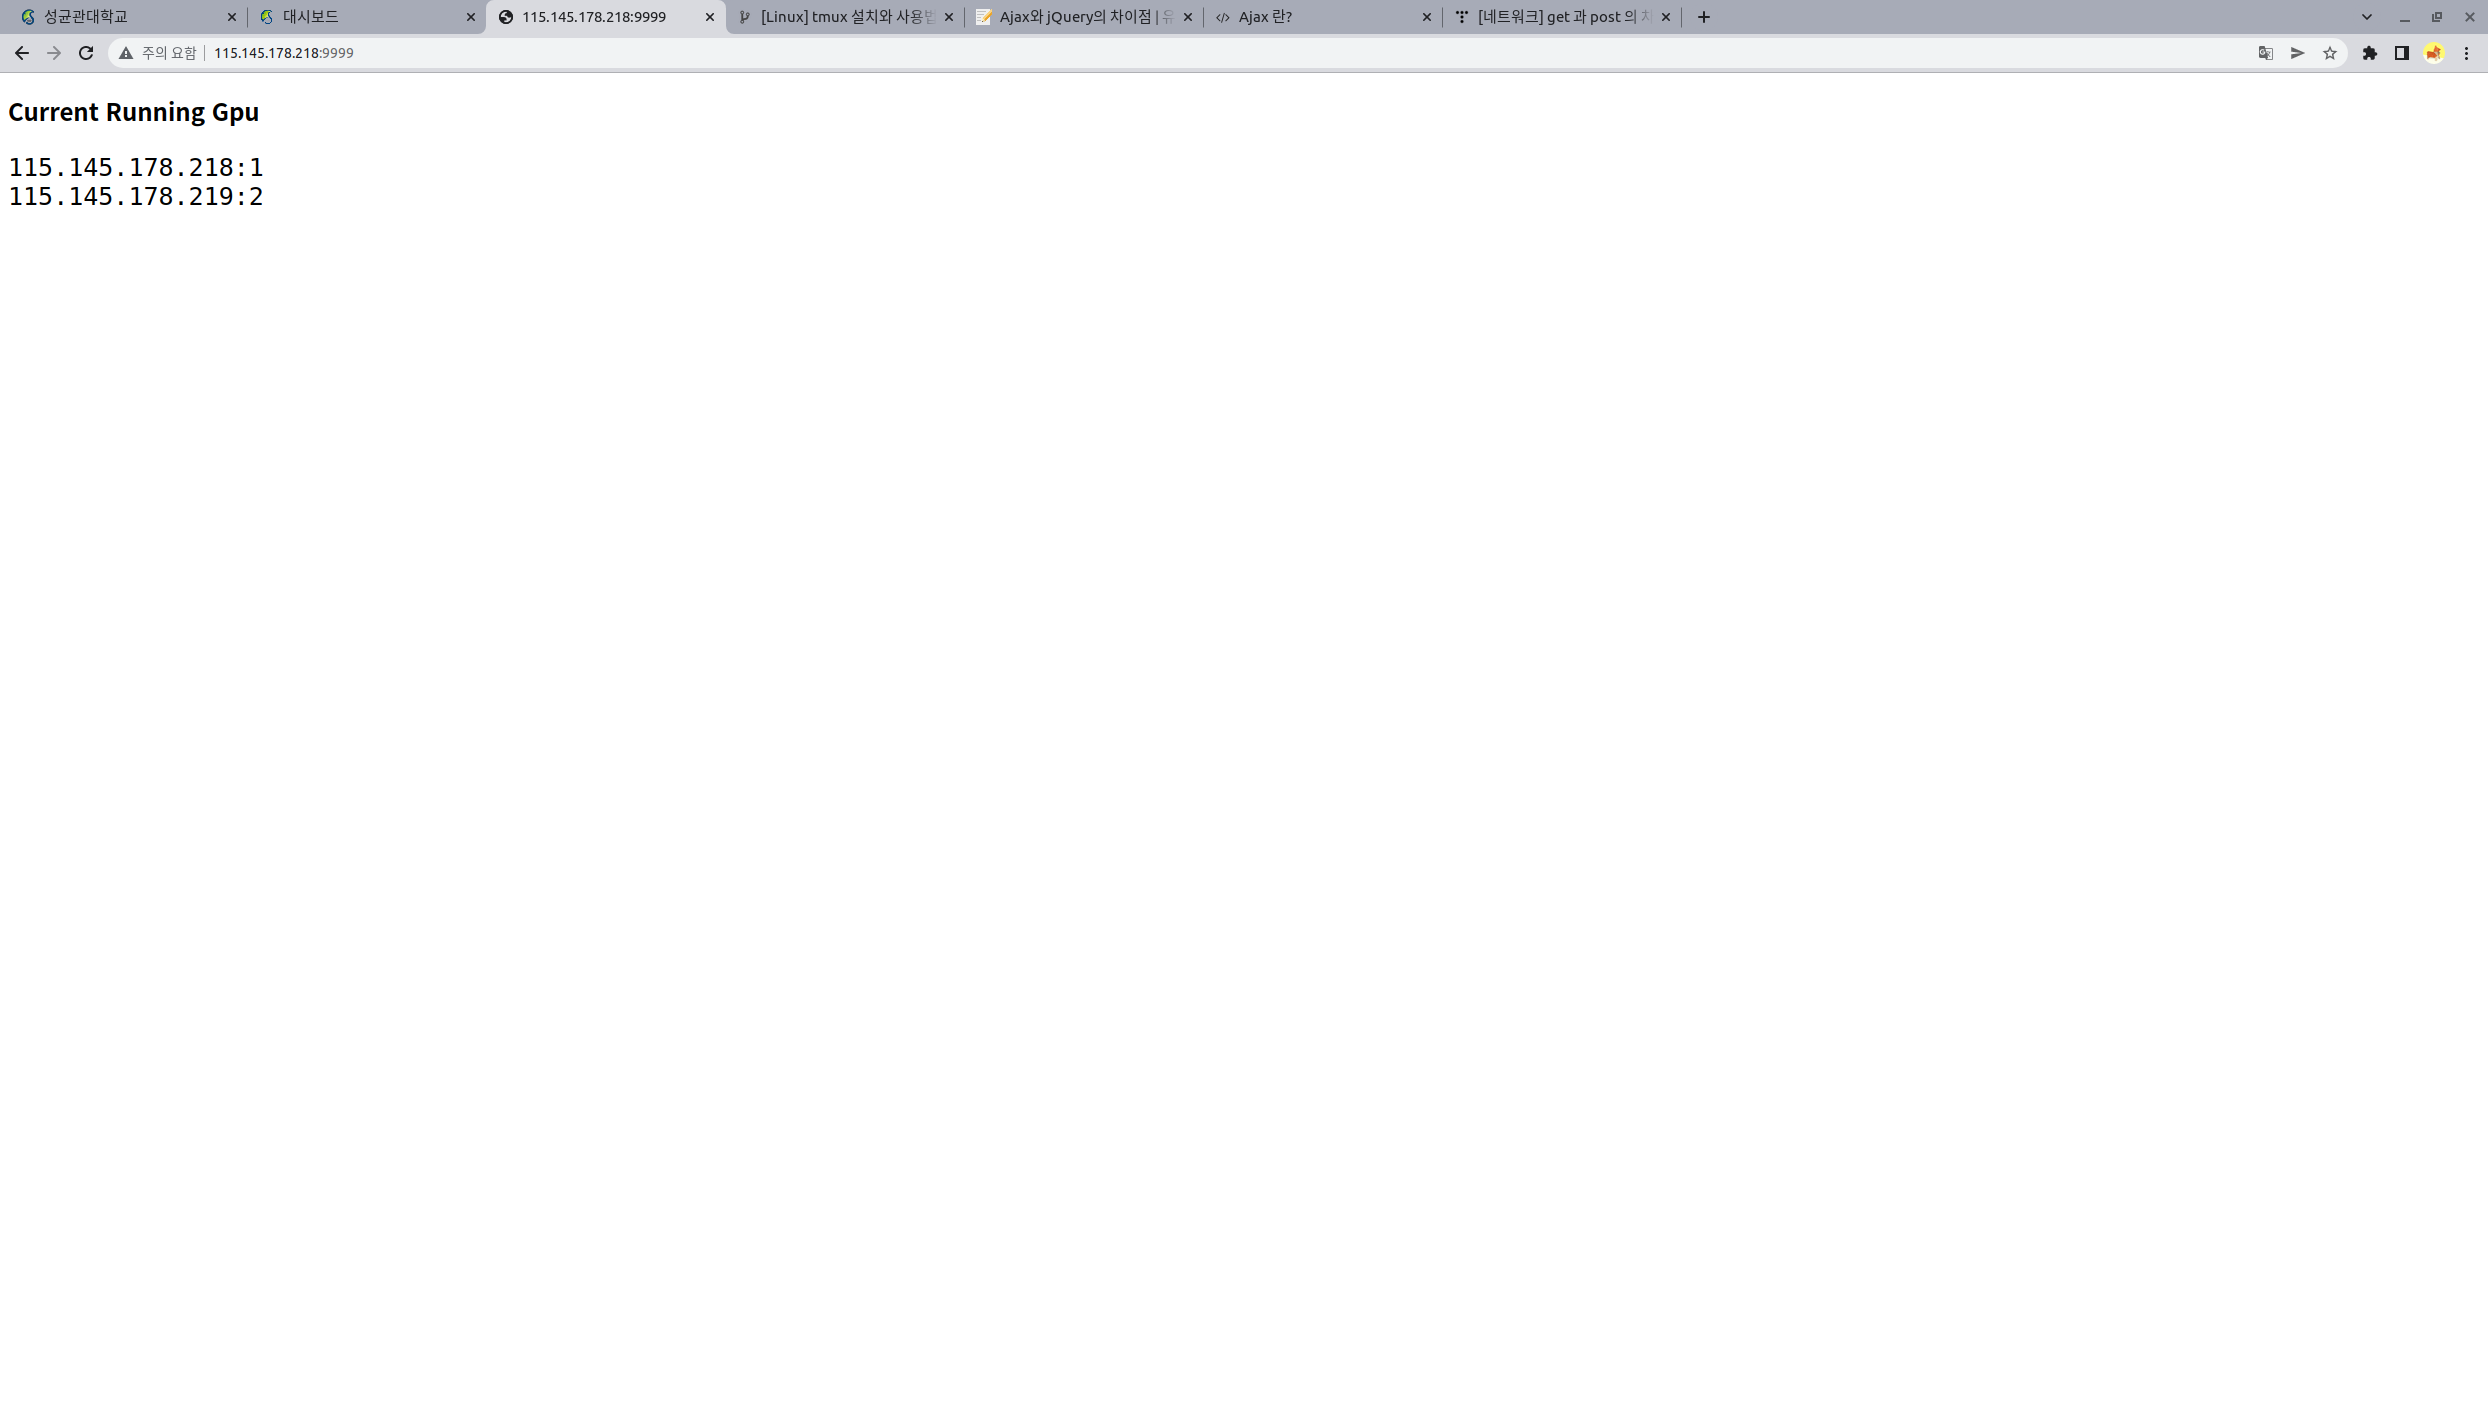 성균관대학교
대시보드
115.145.178.218:9999
[Linux] tmux 설치와 사용법
Ajax와 jQuery의 차이점 |
Ajax 란?
[네트워크] get 과 post 의
주의 요함
115.145.178.218:9999
Current Running Gpu
115.145.178.218:1
115.145.178.219:2